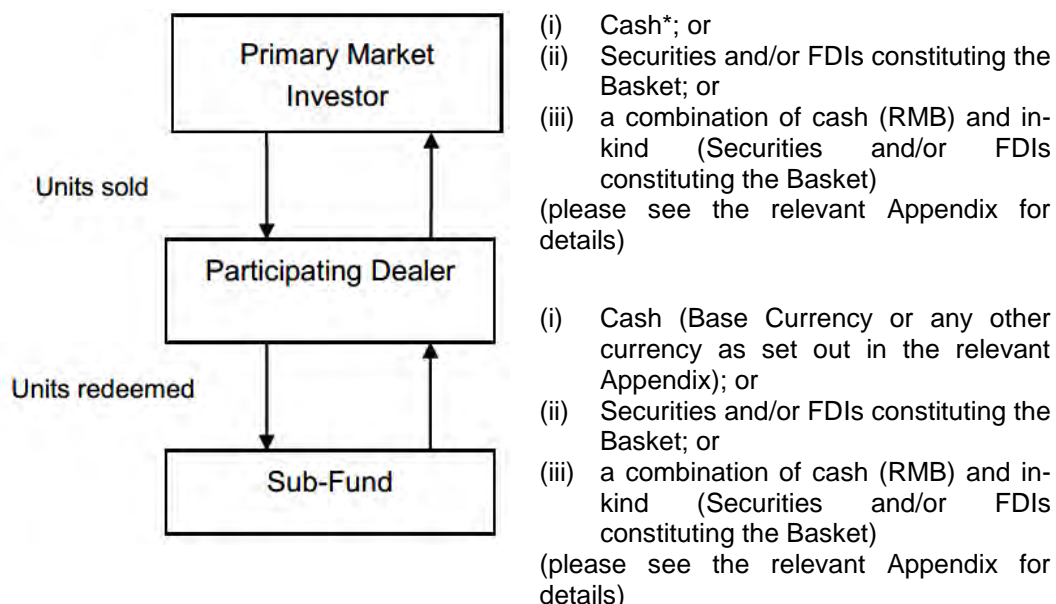 Primary Market
Investor
Units sold
Participating Dealer
Units redeemed
Sub-Fund
(i) Cash*; or
(ii) Securities and/or FDIs constituting the
Basket; or
(iii) a combination of cash (RMB) and in-
kind (Securities and/or FDIs
constituting the Basket)
(please see the relevant Appendix for
details)
(i) Cash (Base Currency or any other
currency as set out in the relevant
Appendix); or
(ii) Securities and/or FDIs constituting the
Basket; or
(iii) a combination of cash (RMB) and in-
kind (Securities and/or FDIs
constituting the Basket)
(please see the relevant Appendix for
details)